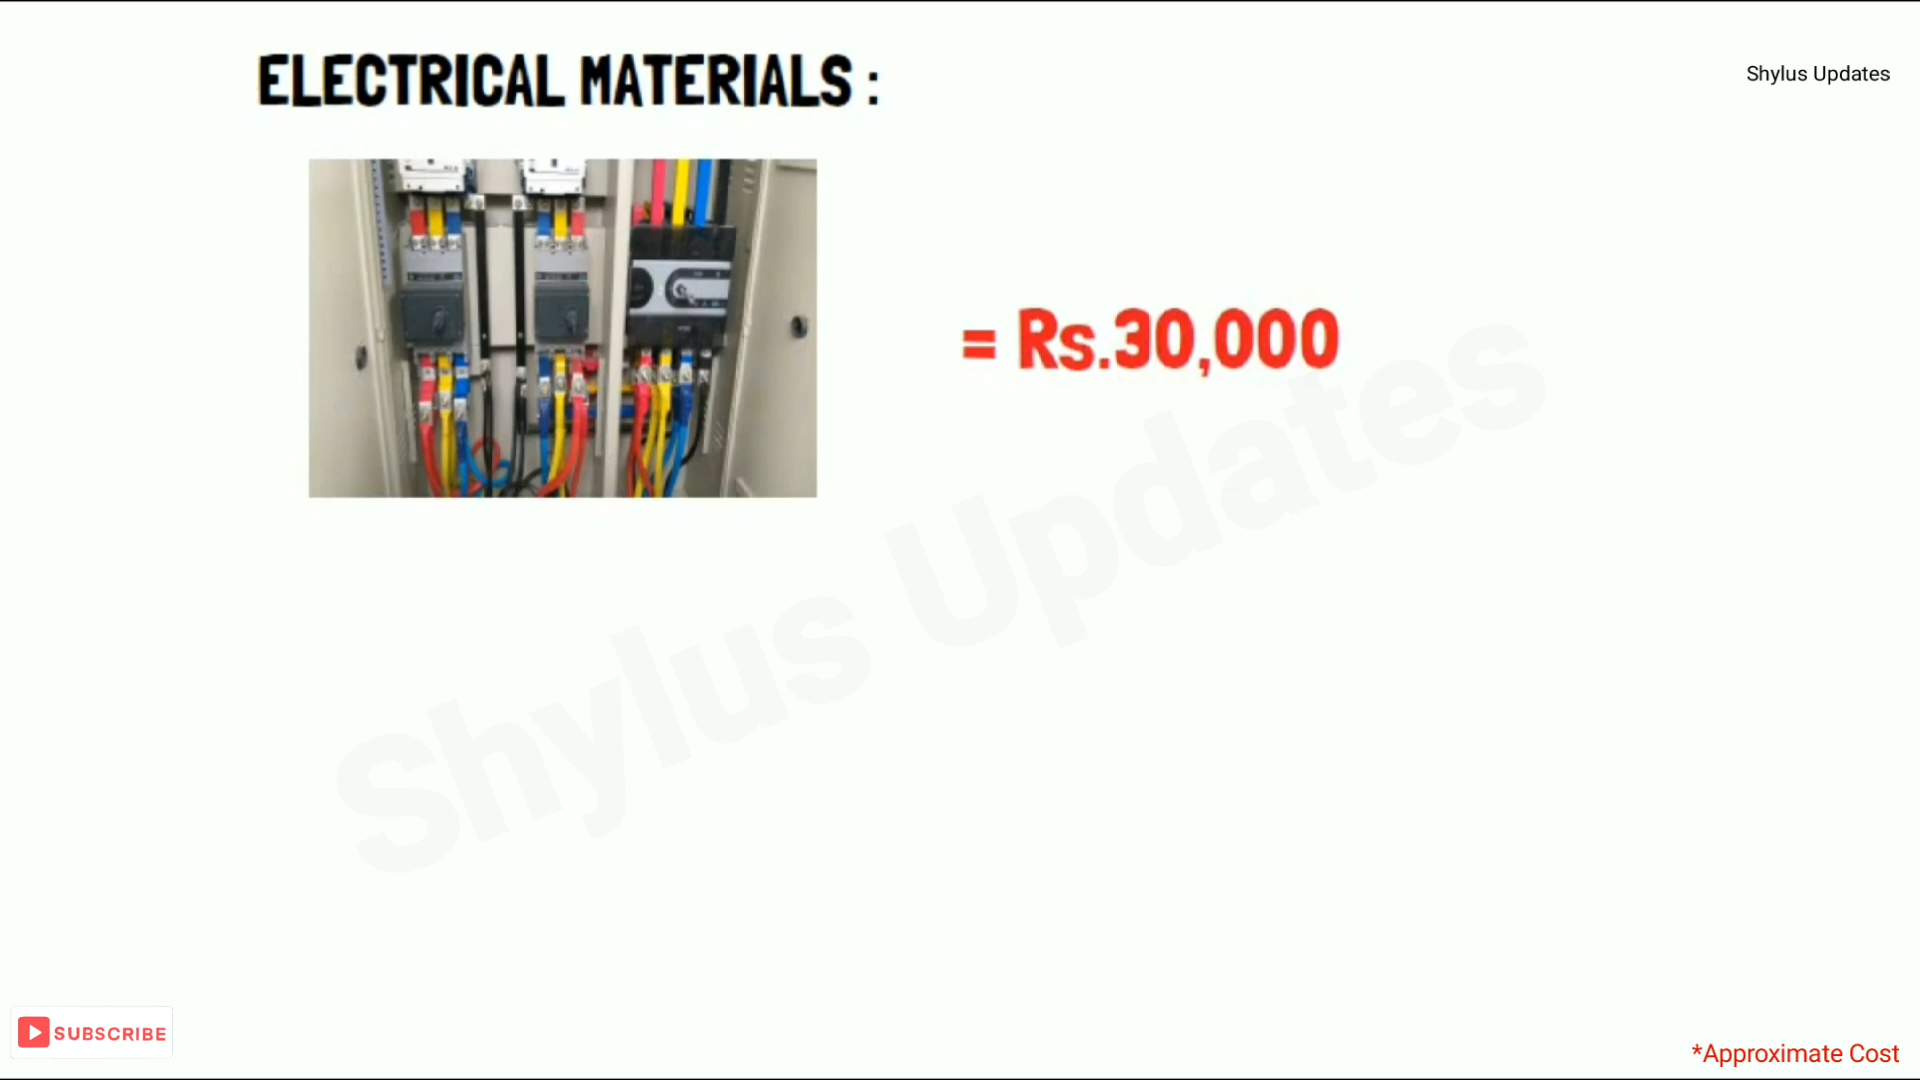 ELECTRICAL MATERIALS :
Shylus Updates
= Rs.30,000
Shylus Updates
SUBSCRIBE
*Approximate Cost